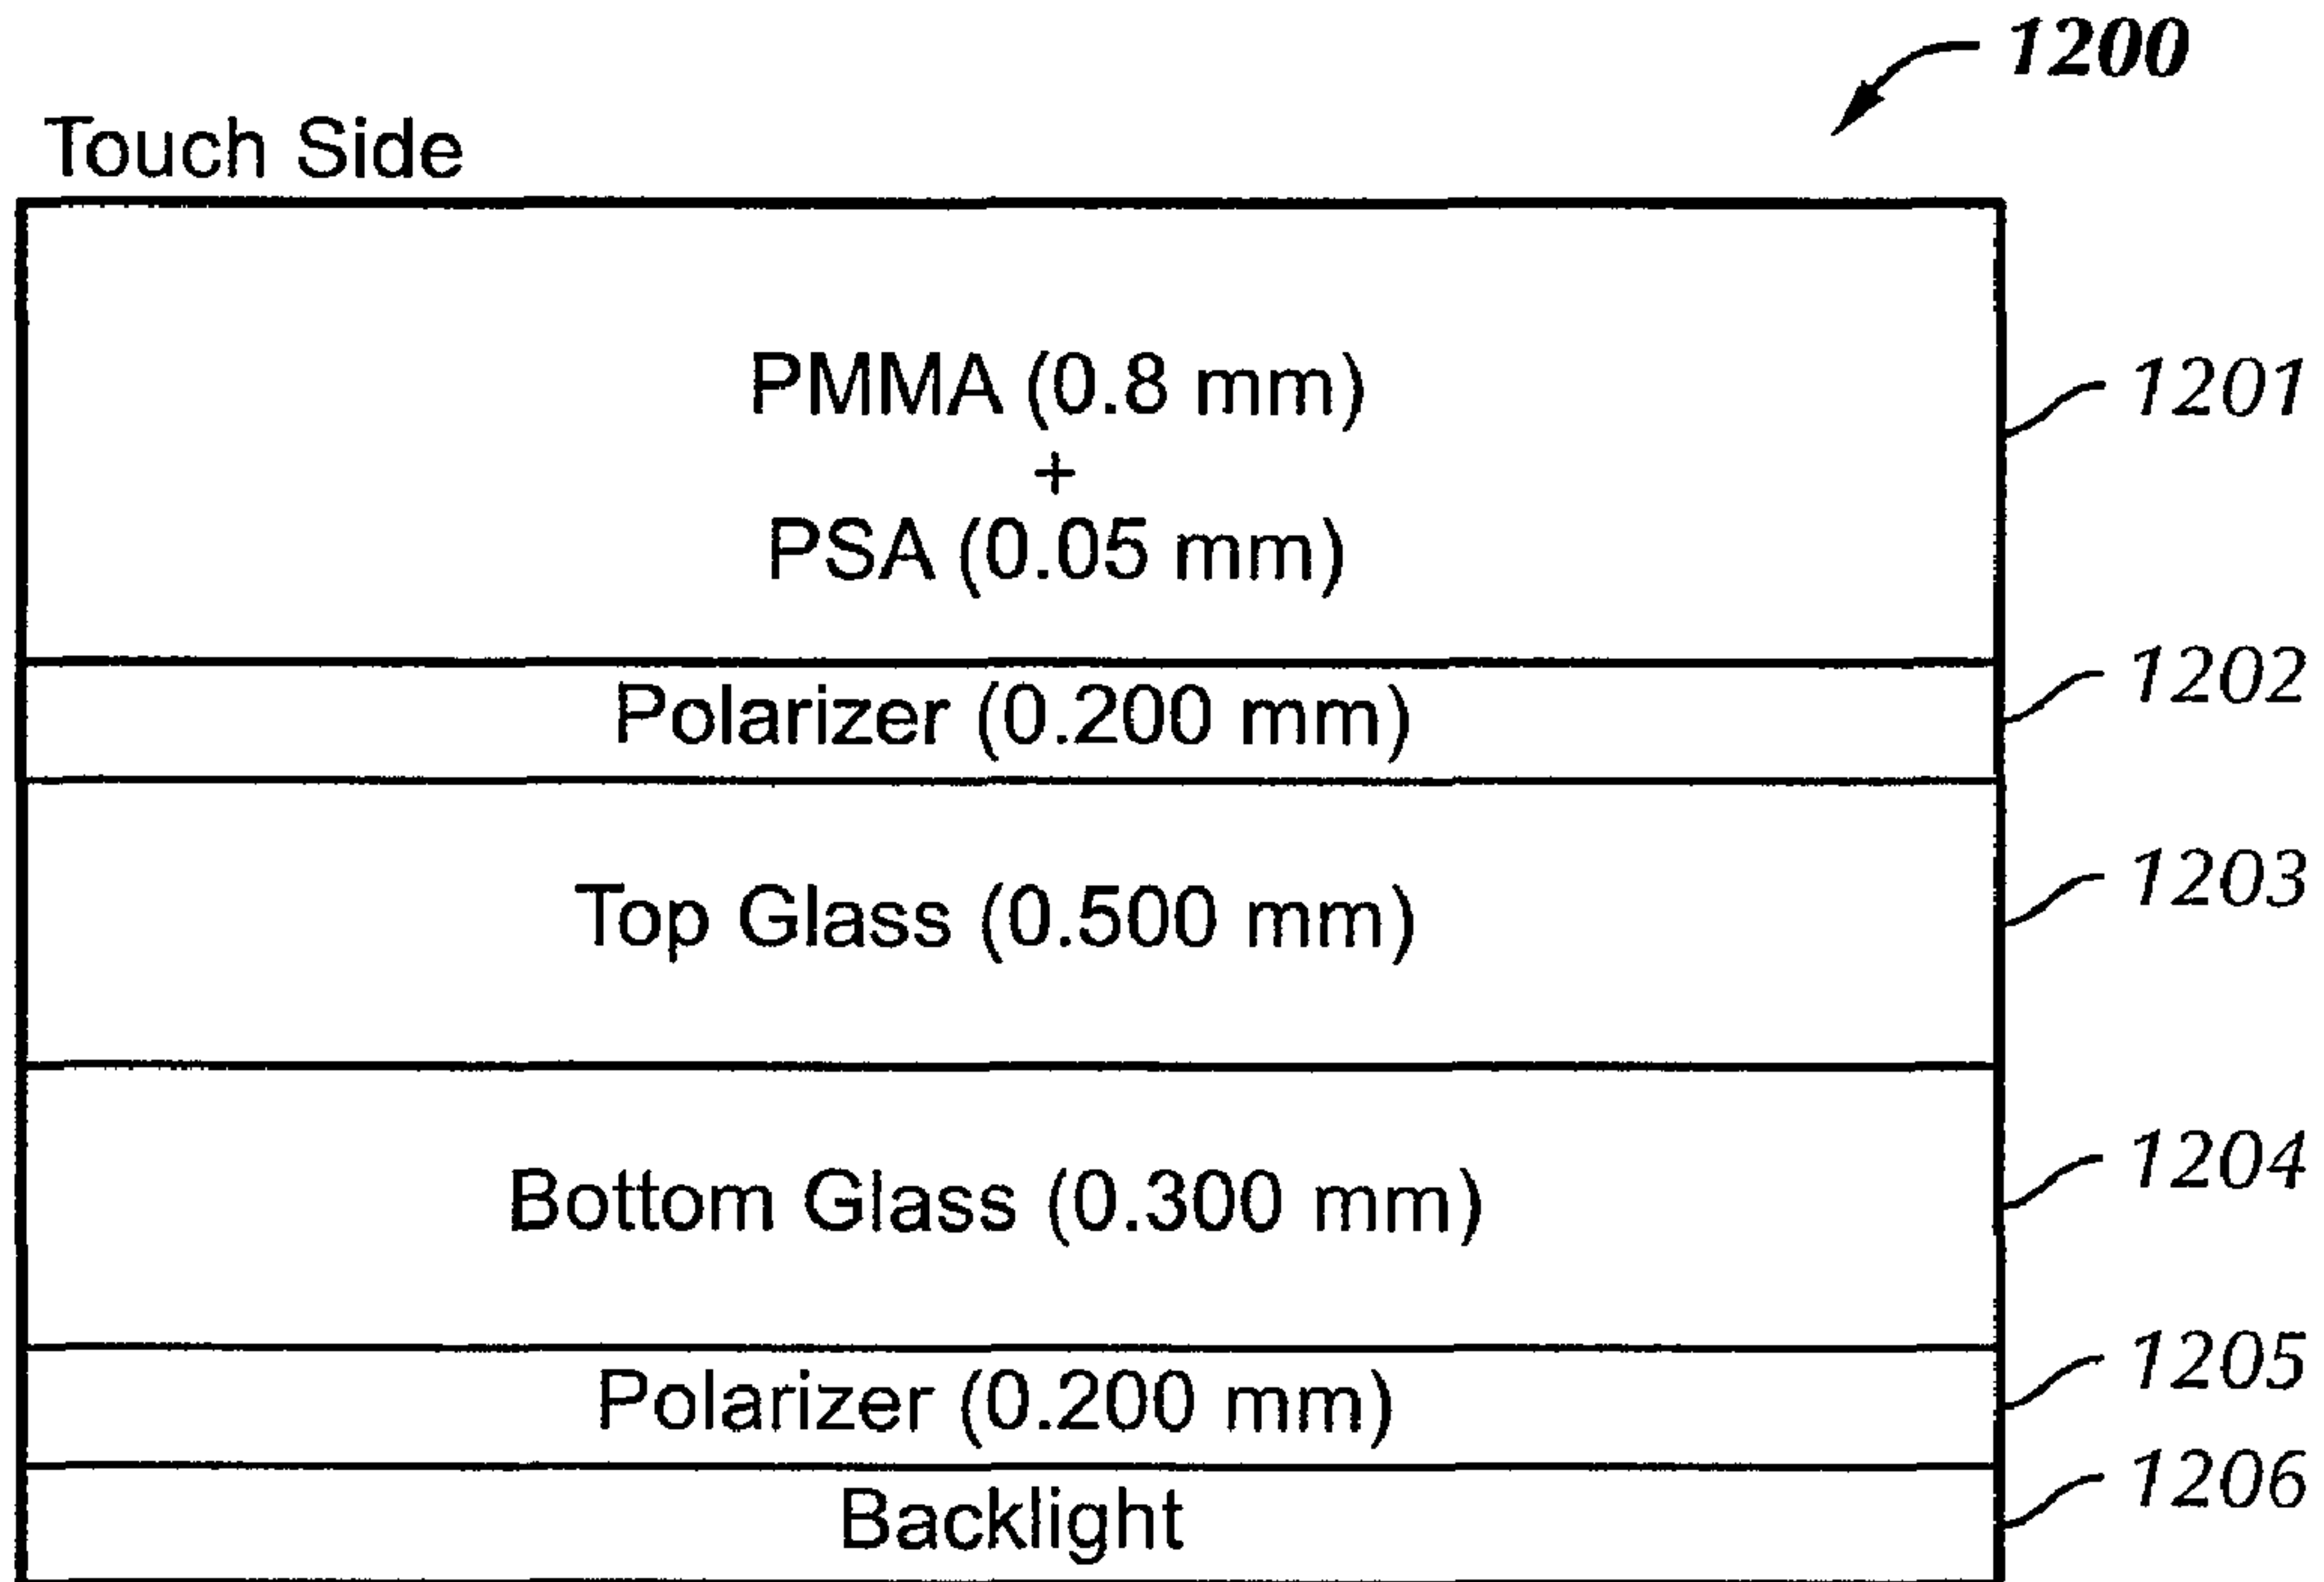 1200
Touch Side
PMMA (0.8 mm)
1201
+
PSA (0.05 mm)
1202
Polarizer (0.200 mm)
1203
Top Glass (0.500 mm)
1204
Bottom Glass (0.300 mm)
1205
Polarizer (0.200 mm)
1206
Backlight